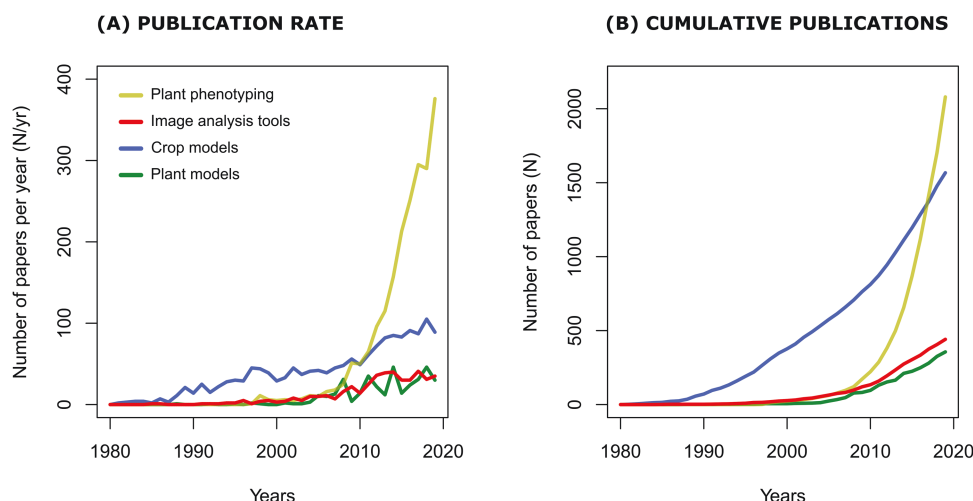 (A) PUBLICATION RATE
Number of papers per year (N/yr)
400
300
200
100
0
Plant phenotyping
Image analysis tools
Crop models
Plant models
1980 1990 2000 2010 2020
Years
(B) CUMULATIVE PUBLICATIONS
Number of papers (N)
2000
1500
1000
500
0
1980 1990 2000 2010 2020
Years